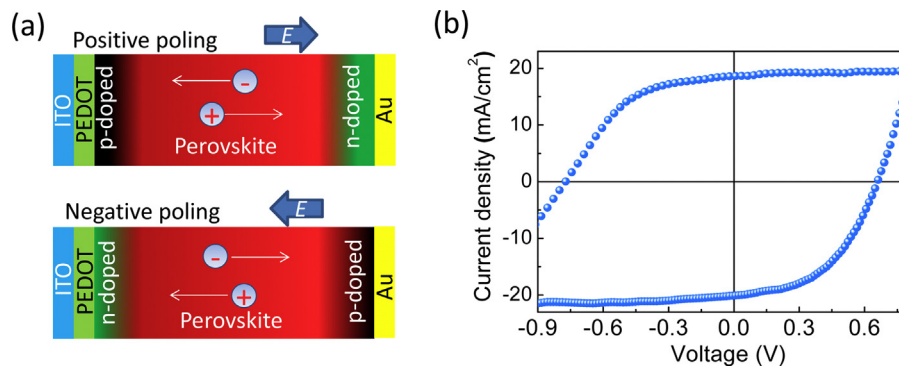 (a)
Positive poling
E
ITO
PEDOT
p-doped
-
+
Perovskite
n-doped
Au
Negative poling
E
ITO
PEDOT
n-doped
-
+
Perovskite
p-doped
Au
(b)
Current density (mA/cm²)
20
10
0
-10
-20
-0.9 -0.6 -0.3 0.0 0.3 0.6
Voltage (V)